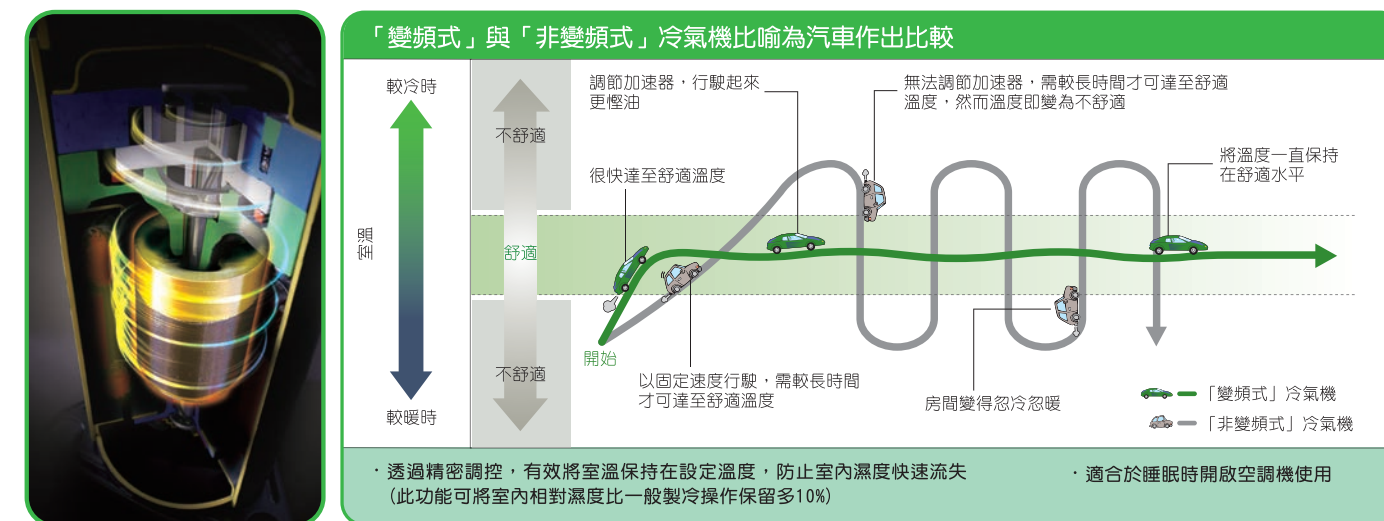 「變頻式」與「非變頻式」冷氣機比喻為汽車作出比較
較冷時
室溫
較暖時
不舒適
舒適
不舒適
調節加速器，行駛起來
更慳油
無法調節加速器，需較長時間才可達至舒適
溫度，然而溫度即變為不舒適
很快達至舒適溫度
將溫度一直保持
在舒適水平
開始
以固定速度行駛，需較長時間
才可達至舒適溫度
房間變得忽冷忽暖
「變頻式」冷氣機
「非變頻式」冷氣機
·透過精密調控，有效將室溫保持在設定溫度，防止室內濕度快速流失
(此功能可將室內相對濕度比一般製冷操作保留多10%)
·適合於睡眠時開啟空調機使用